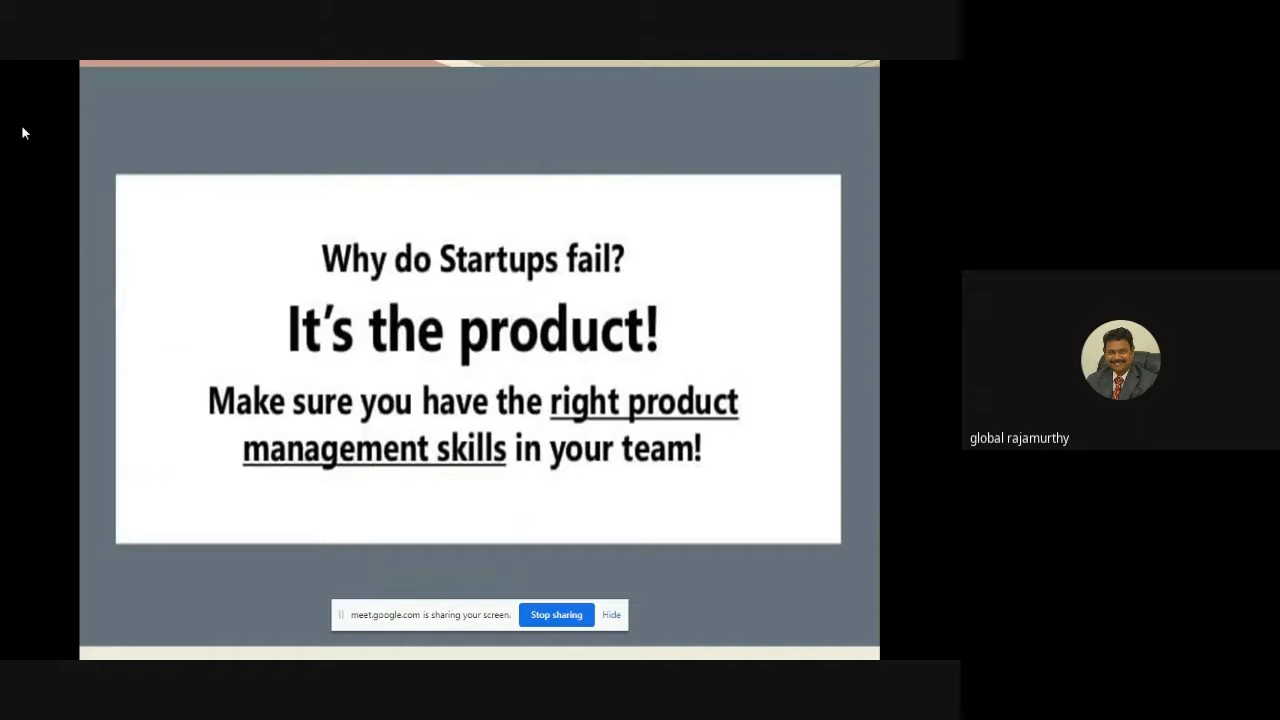 Why do Startups fail?
It's the product!
Make sure you have the right product
management skills in your team!
global rajamurthy
meet.google.com is sharing your screen.
Stop sharing
Hide